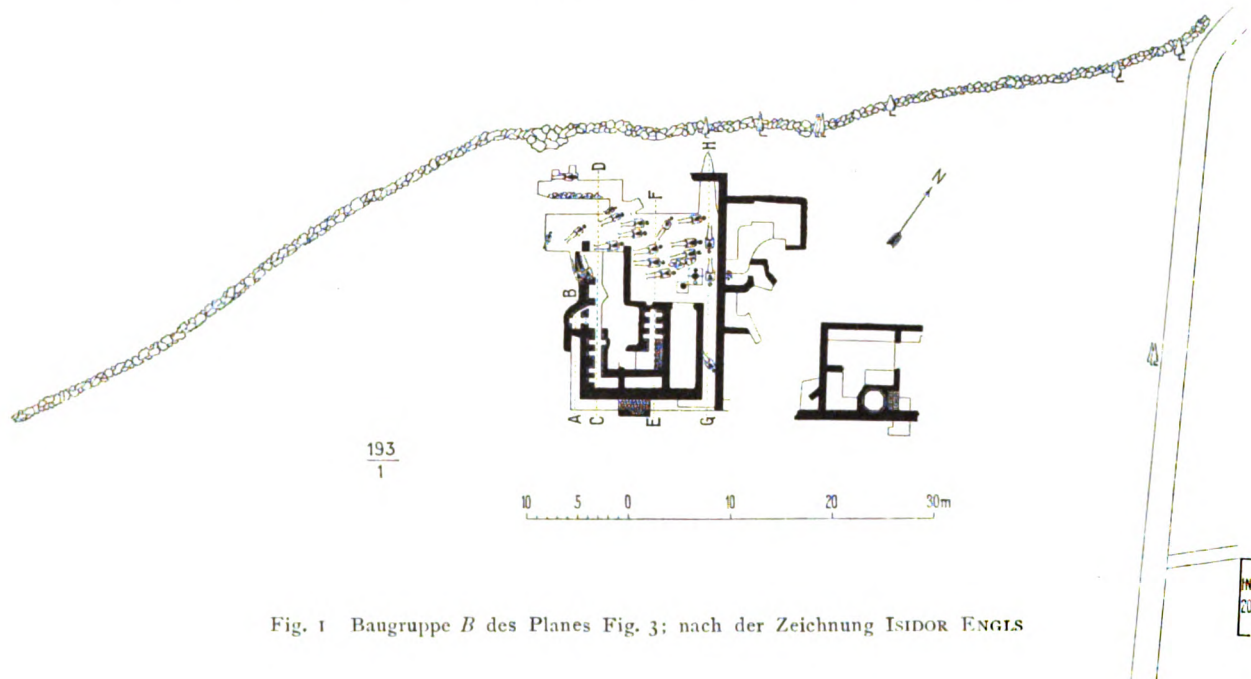 D
H
F
N
B
A
C
E
G
193
1
10 5 0 10 20 30m
Fig. 1 Baugruppe B des Planes Fig. 3; nach der Zeichnung ISIDOR ENGLS